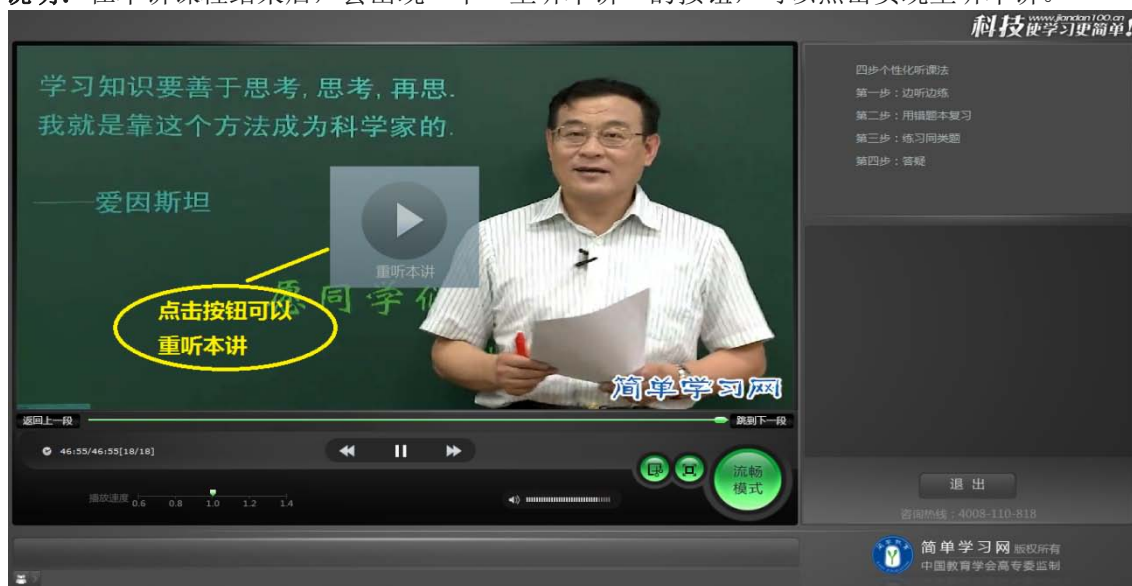 科技使学习更简单!
www.jiandan100.cn
学习知识要善于思考, 思考, 再思.
我就是靠这个方法成为科学家的.
——爱因斯坦
重听本讲
愿同学们
点击按钮可以
重听本讲
简单学习网
四步个性化听课法
第一步：边听边练
第二步：用错题本复习
第三步：练习同类题
第四步：答疑
返回上一段
跳到下一段
46:55/46:55[18/18]
流畅
模式
播放速度 0.6 0.8 1.0 1.2 1.4
退 出
咨询热线：4008-110-818
简单学习网 版权所有
中国教育学会高专委监制